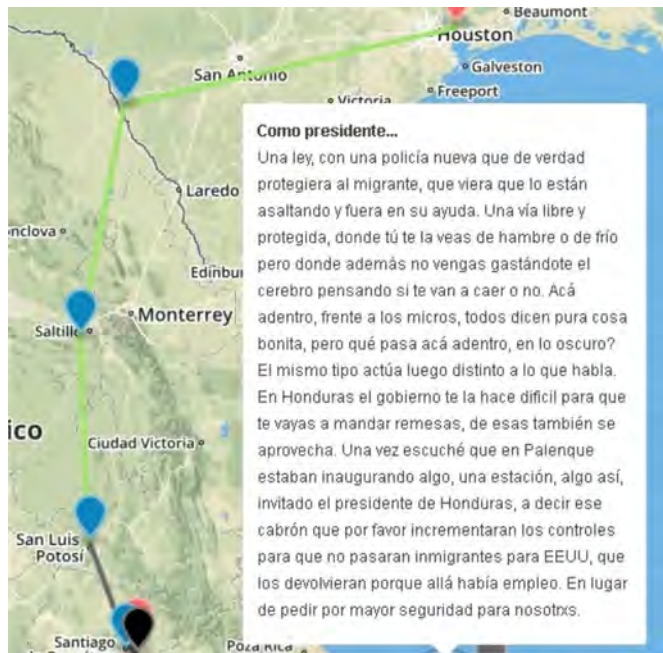 Beaumont
Houston
San Antonio
Galveston
Freeport
Victoria
Como presidente...
Una ley, con una policía nueva que de verdad
protegiera al migrante, que viera que lo están
asaltando y fuera en su ayuda. Una vía libre y
protegida, donde tú te la veas de hambre o de frío
pero donde además no vengas gastándote el
cerebro pensando si te van a caer o no. Acá
adentro, frente a los micros, todos dicen pura cosa
bonita, pero qué pasa acá adentro, en lo oscuro?
El mismo tipo actúa luego distinto a lo que habla.
En Honduras el gobierno te la hace dificil para que
te vayas a mandar remesas, de esas también se
aprovecha. Una vez escuché que en Palenque
estaban inaugurando algo, una estación, algo así,
invitado el presidente de Honduras, a decir ese
cabrón que por favor incrementaran los controles
para que no pasaran inmigrantes para EEUU, que
los devolvieran porque allá había empleo. En lugar
de pedir por mayor seguridad para nosotrxs.
Laredo
nclova
Edinbur
Monterrey
Saltillo
ico
Ciudad Victoria
San Luis
Potosí
Santiago
Poza Rica